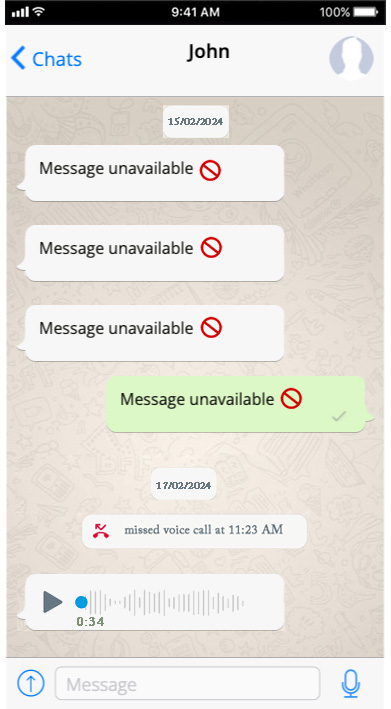 9:41 AM
100%
Chats
John
15/02/2024
Message unavailable
Message unavailable
Message unavailable
Message unavailable
17/02/2024
missed voice call at 11:23 AM
0:34
Message